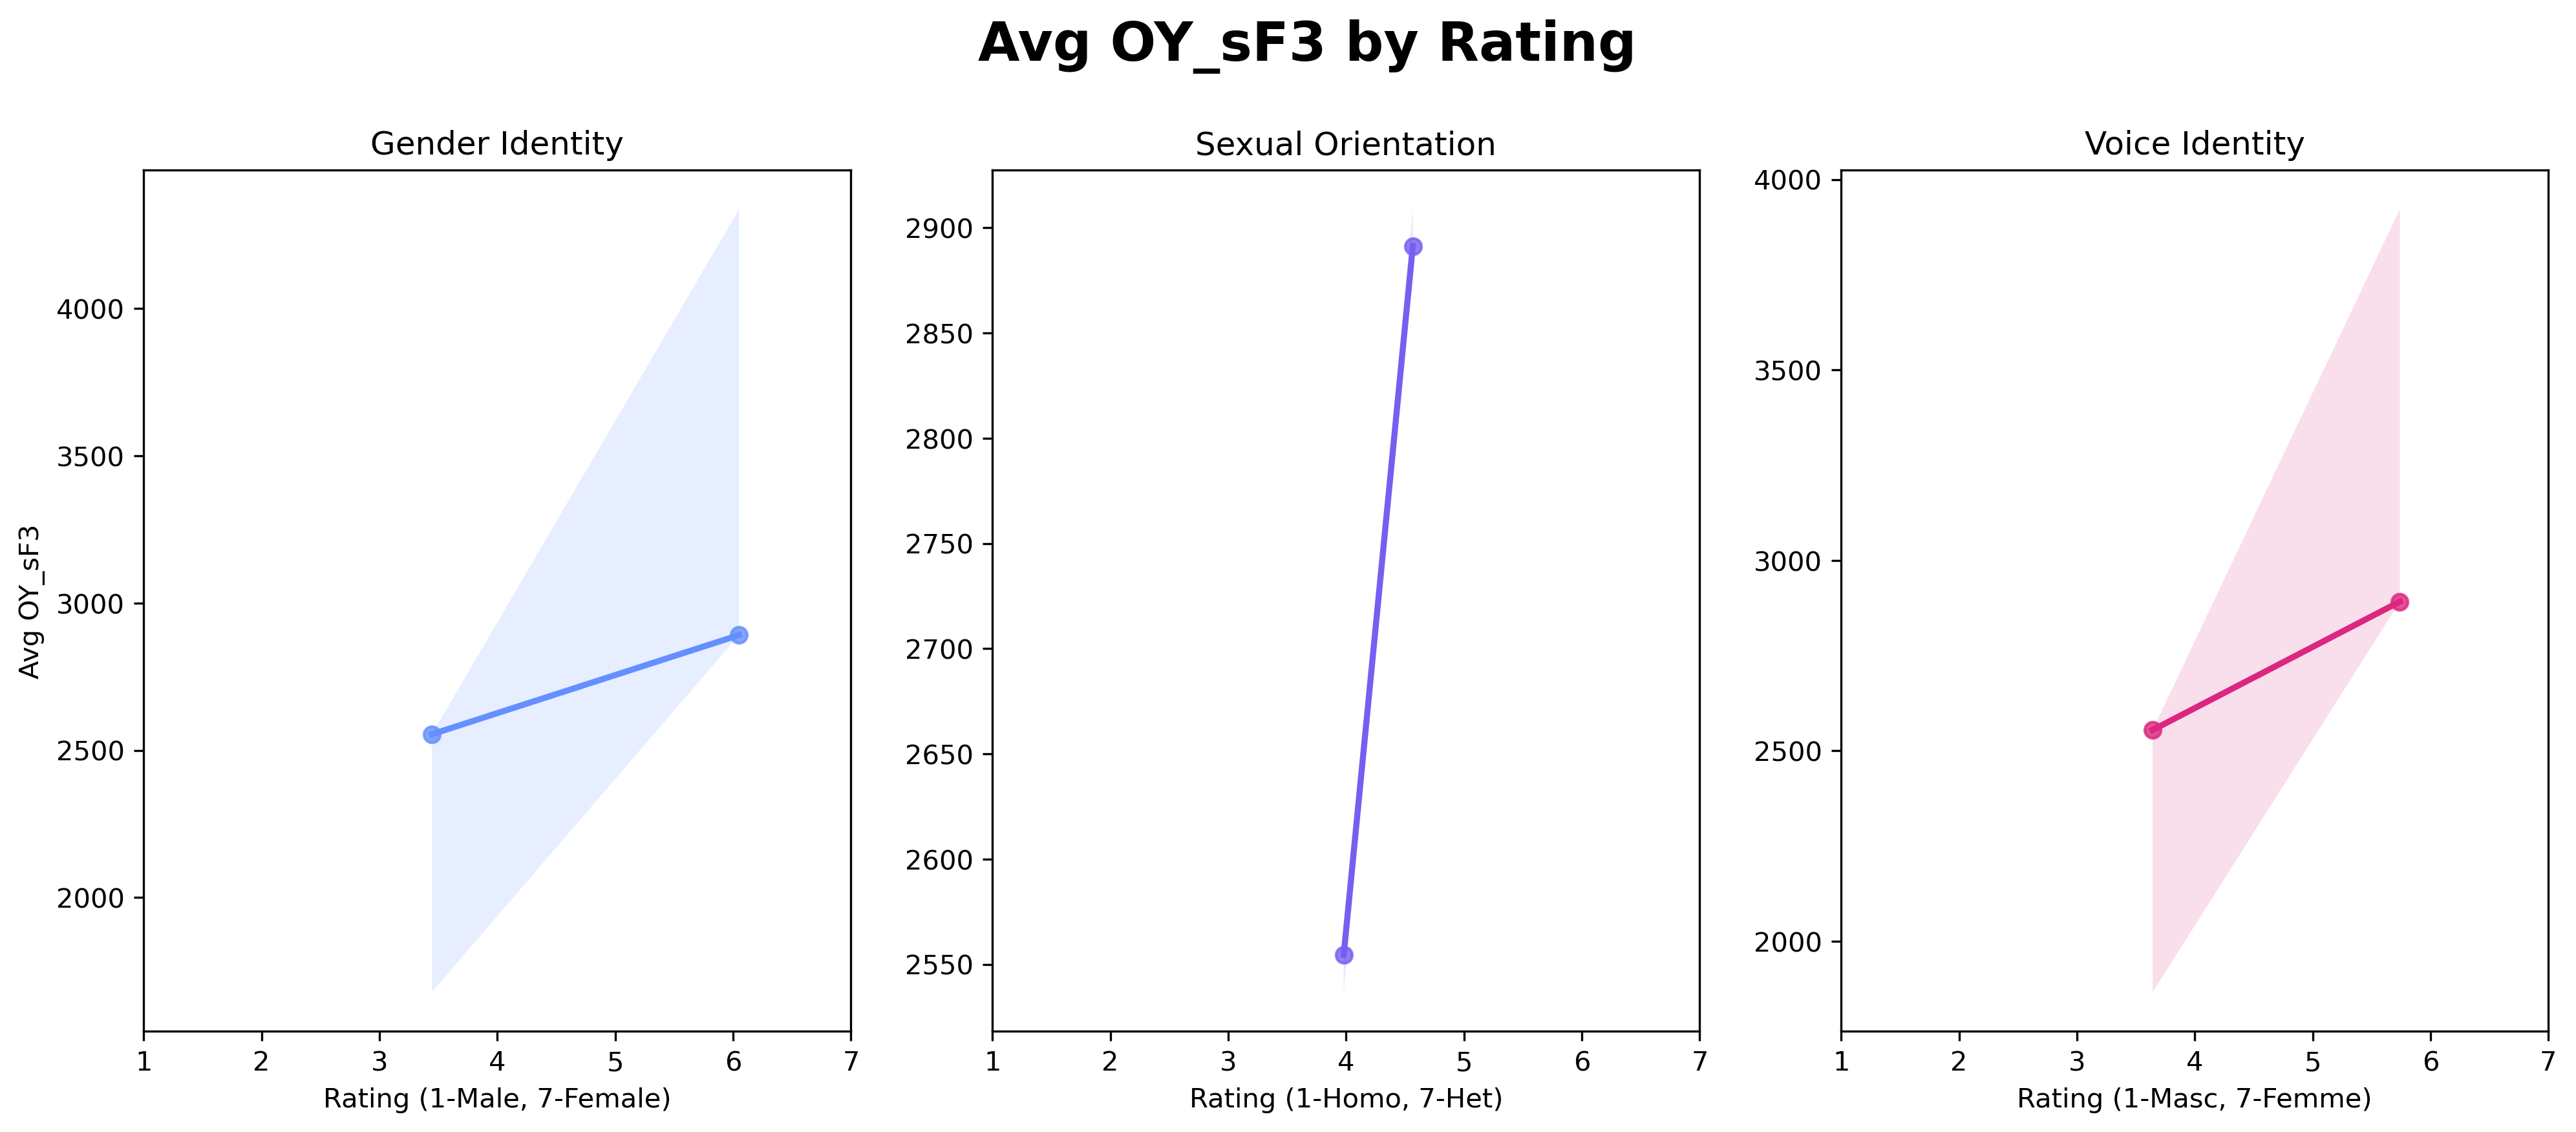 Avg OY_sF3 by Rating
Gender Identity
Avg OY_sF3
4000
3500
3000
2500
2000
1 2 3 4 5 6 7
Rating (1-Male, 7-Female)
Sexual Orientation
2900
2850
2800
2750
2700
2650
2600
2550
1 2 3 4 5 6 7
Rating (1-Homo, 7-Het)
Voice Identity
4000
3500
3000
2500
2000
1 2 3 4 5 6 7
Rating (1-Masc, 7-Femme)